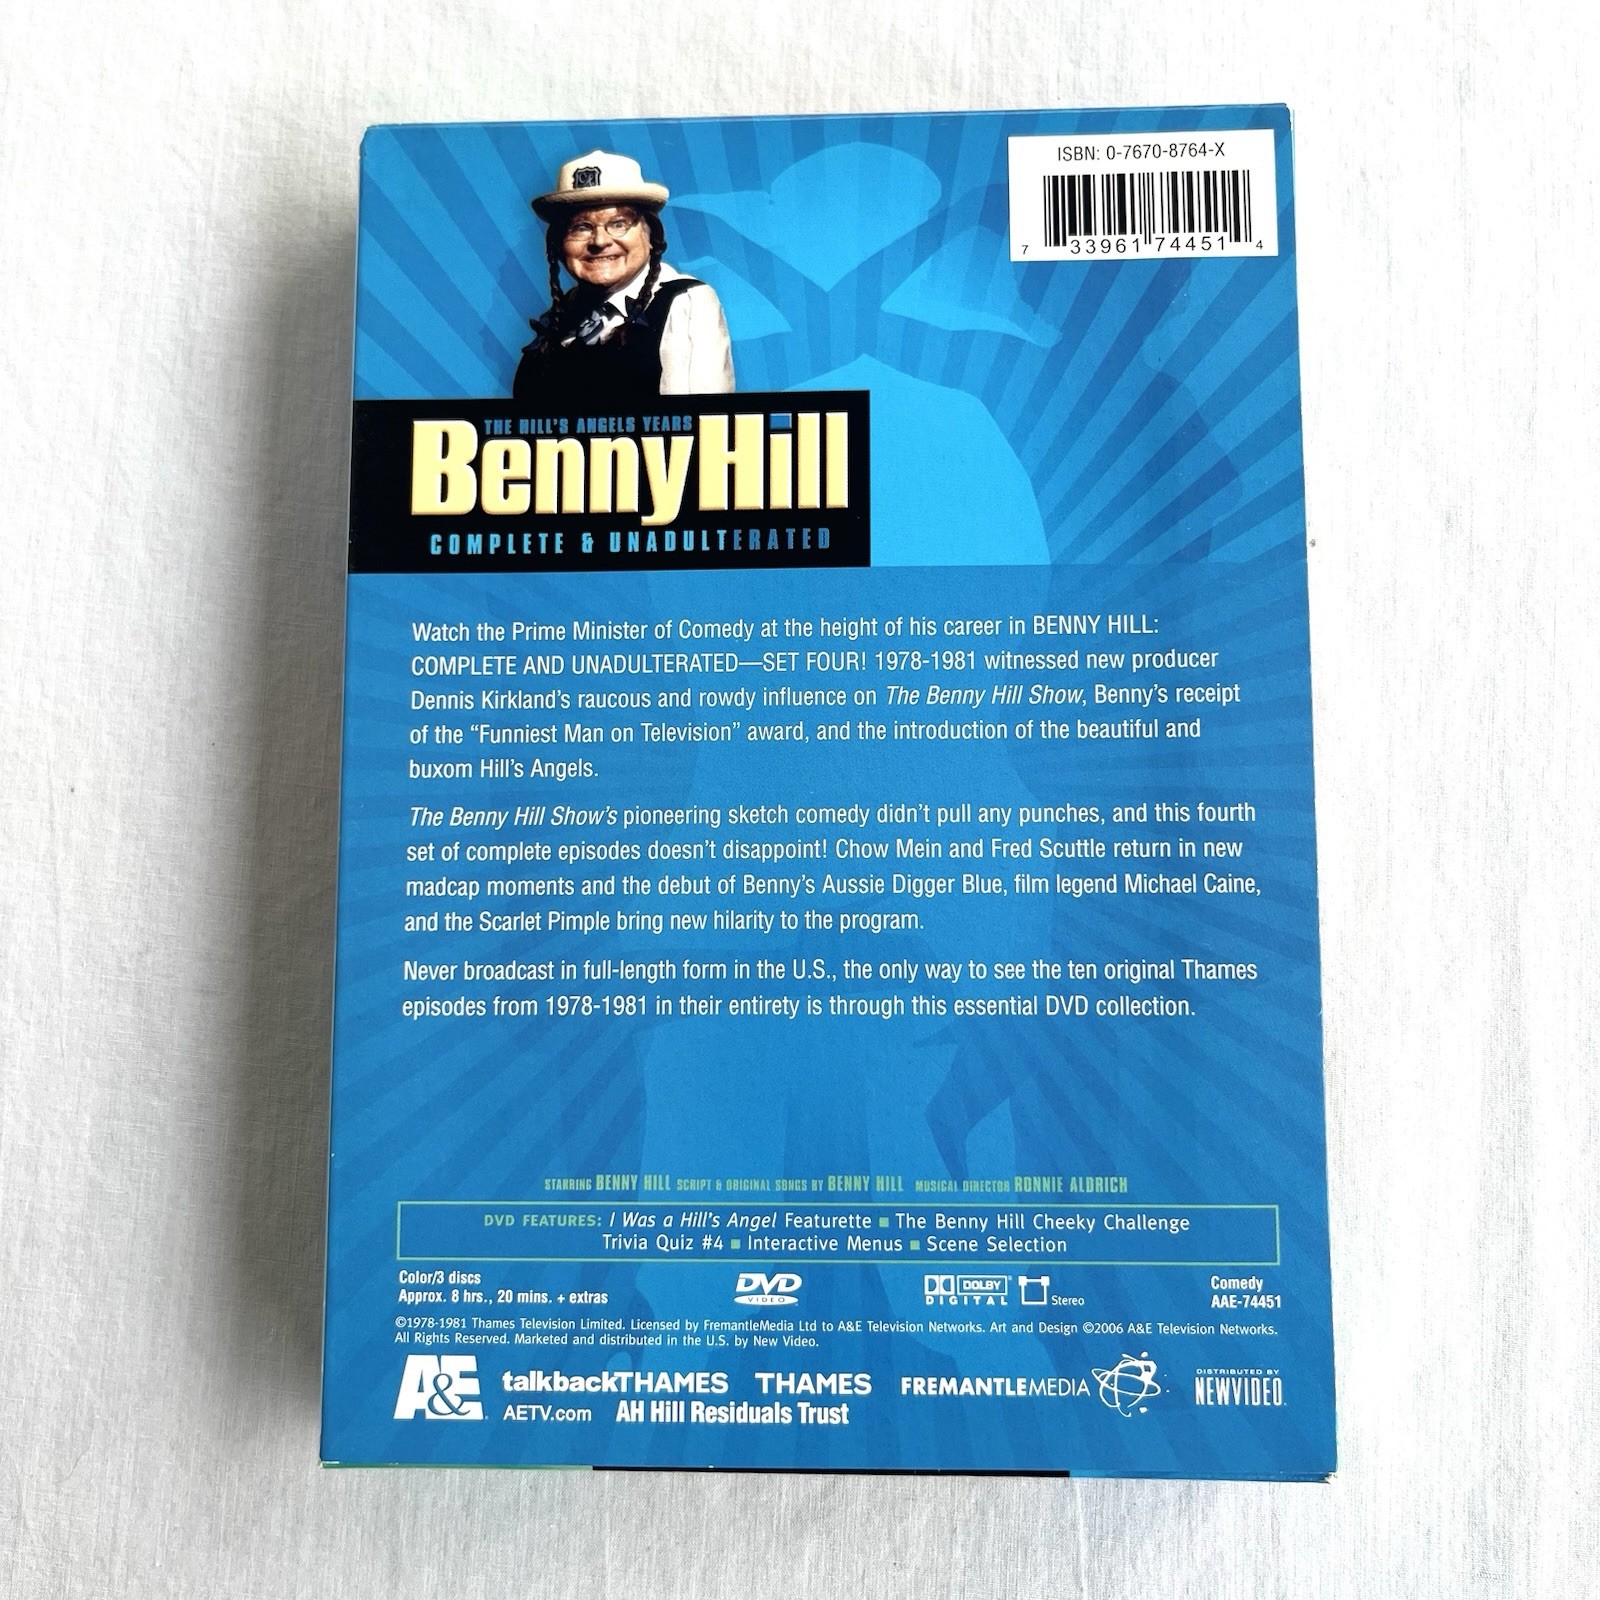 ISBN: 0-7670-8764-X
7 33961 74451 4
THE HILL'S ANGELS YEARS
Benny Hill
COMPLETE & UNADULTERATED
Watch the Prime Minister of Comedy at the height of his career in BENNY HILL:
COMPLETE AND UNADULTERATED—SET FOUR! 1978-1981 witnessed new producer
Dennis Kirkland's raucous and rowdy influence on The Benny Hill Show, Benny's receipt
of the "Funniest Man on Television" award, and the introduction of the beautiful and
buxom Hill's Angels.
The Benny Hill Show's pioneering sketch comedy didn't pull any punches, and this fourth
set of complete episodes doesn't disappoint! Chow Mein and Fred Scuttle return in new
madcap moments and the debut of Benny's Aussie Digger Blue, film legend Michael Caine,
and the Scarlet Pimple bring new hilarity to the program.
Never broadcast in full-length form in the U.S., the only way to see the ten original Thames
episodes from 1978-1981 in their entirety is through this essential DVD collection.
STARRING BENNY HILL SCRIPT & ORIGINAL SONGS BY BENNY HILL MUSICAL DIRECTOR RONNIE ALDRICH
DVD FEATURES: I Was a Hill's Angel Featurette ■ The Benny Hill Cheeky Challenge
Trivia Quiz #4 ■ Interactive Menus ■ Scene Selection
Color/3 discs
Approx. 8 hrs., 20 mins. + extras
DVD
VIDEO
DOLBY
DIGITAL
Stereo
Comedy
AAE-74451
©1978-1981 Thames Television Limited. Licensed by FremantleMedia Ltd to A&E Television Networks. Art and Design ©2006 A&E Television Networks.
All Rights Reserved. Marketed and distributed in the U.S. by New Video.
A&E
talkbackTHAMES THAMES FREMANTLEMEDIA
DISTRIBUTED BY
NEWVIDEO
AETV.com AH Hill Residuals Trust